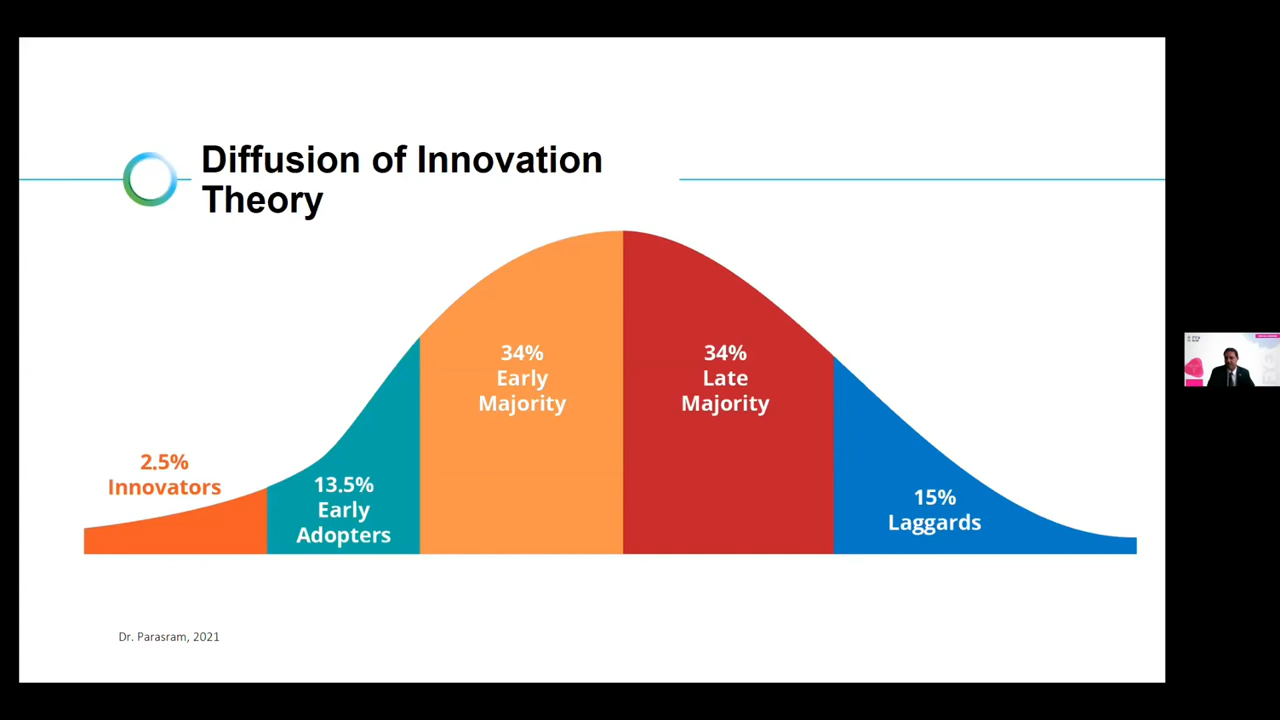 Diffusion of Innovation
Theory
34%
Early
Majority
34%
Late
Majority
2.5%
Innovators
13.5%
Early
Adopters
15%
Laggards
Dr. Parasram, 2021